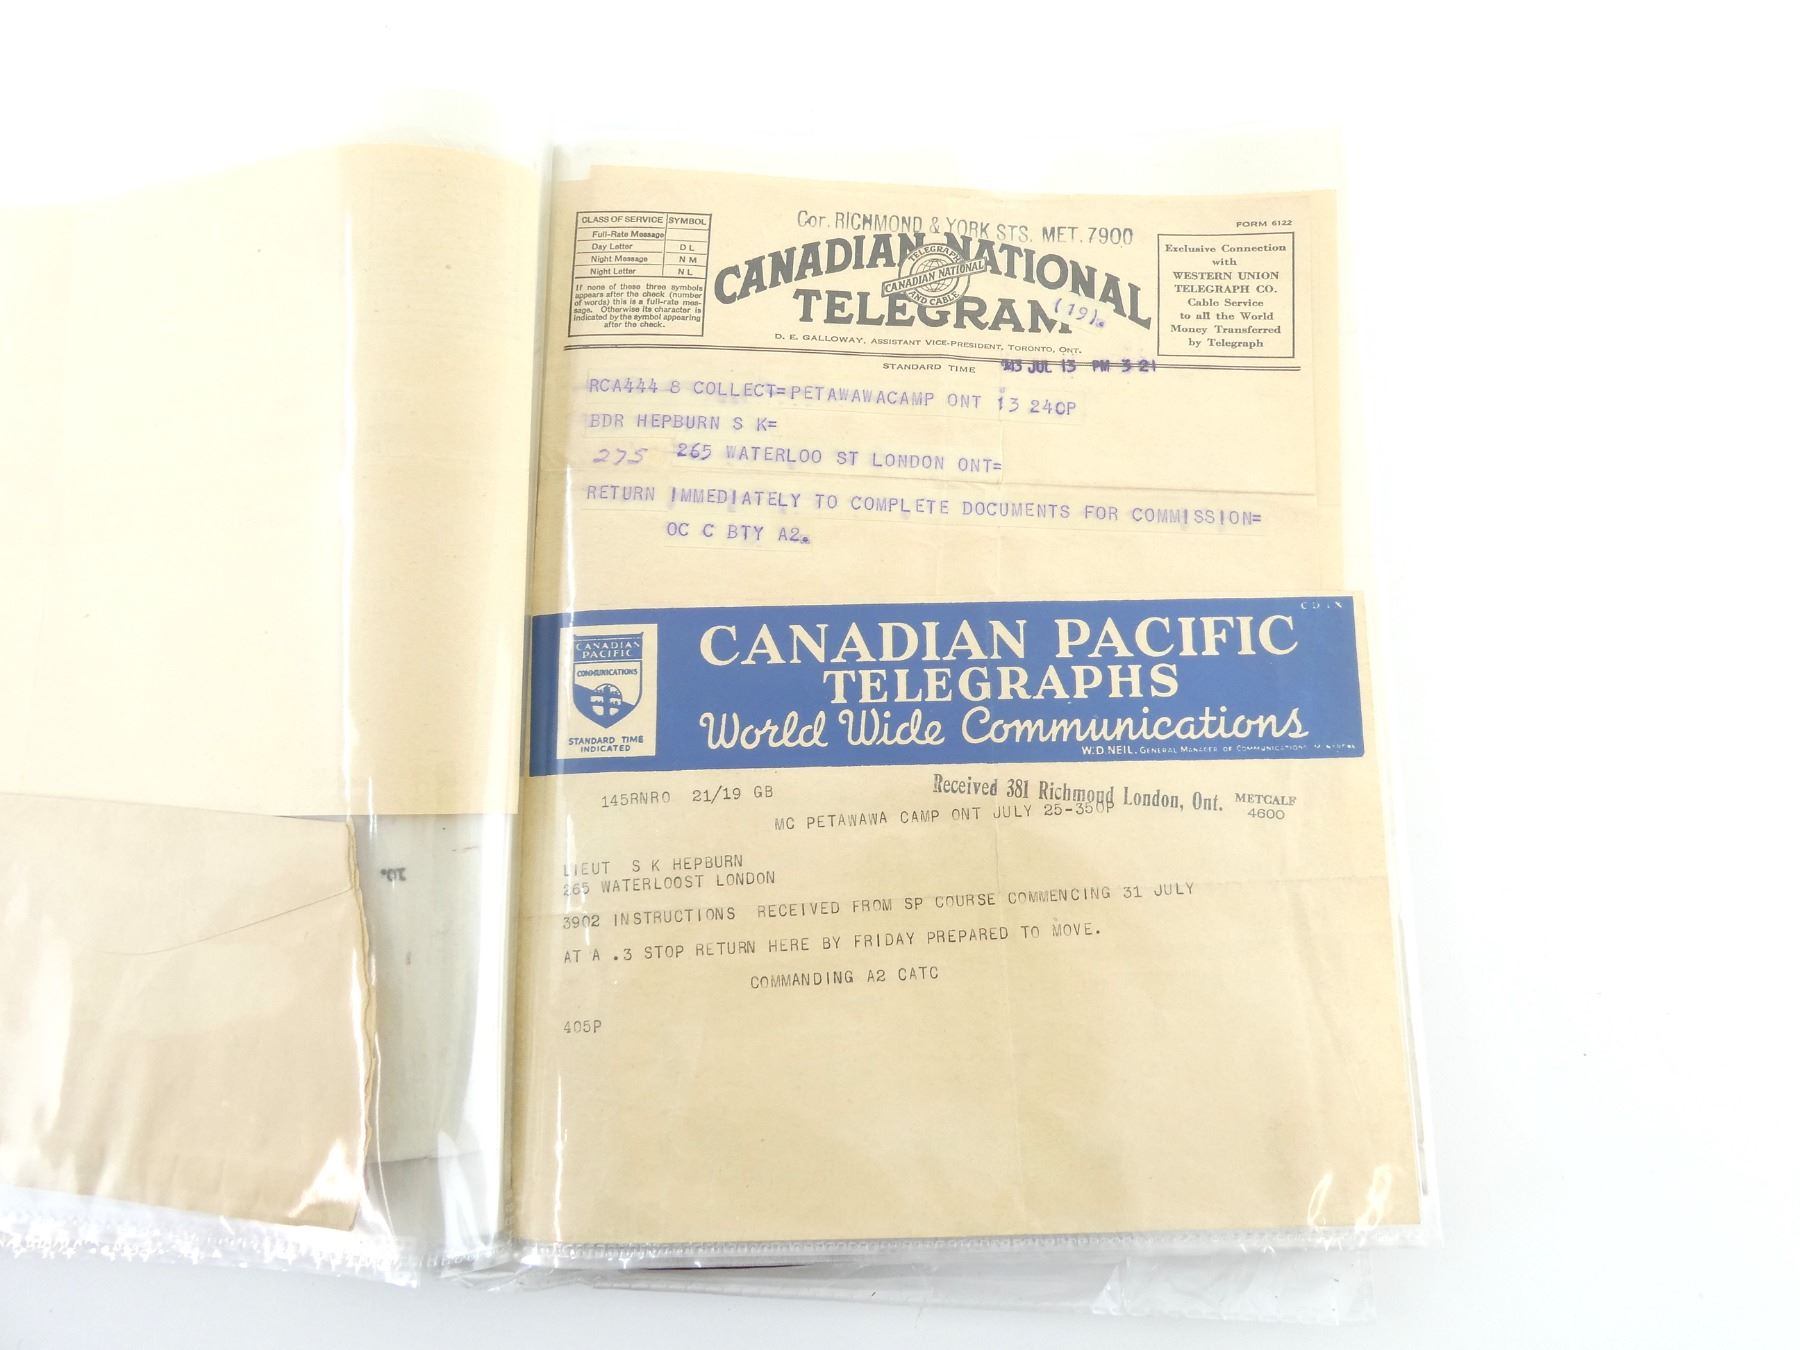 CLASS OF SERVICE SYMBOL
Full-Rate Message
Day Letter D L
Night Message N M
Night Letter N L
If none of these three symbols
appears after the check (number
of words) this is a full-rate mes-
sage. Otherwise its character is
indicated by the symbol appearing
after the check.
Cor. RICHMOND & YORK STS. MET. 7900
CANADIAN NATIONAL
TELEGRAM
TELEGRAPH
CANADIAN NATIONAL
AND CABLE
(19).
D. E. GALLOWAY, ASSISTANT VICE-PRESIDENT, TORONTO, ONT.
FORM 6122
Exclusive Connection
with
WESTERN UNION
TELEGRAPH CO.
Cable Service
to all the World
Money Transferred
by Telegraph
STANDARD TIME
JUL 13 PM 3 21
RCA444 8 COLLECT=PETAWAWACAMP ONT 13 240P
BDR HEPBURN S K=
275 265 WATERLOO ST LONDON ONT=
RETURN IMMEDIATELY TO COMPLETE DOCUMENTS FOR COMMISSION=
OC C BTY A2.
CANADIAN
PACIFIC
COMMUNICATIONS
STANDARD TIME
INDICATED
CANADIAN PACIFIC
TELEGRAPHS
World Wide Communications
W.D. NEIL, GENERAL MANAGER OF COMMUNICATIONS
145RNRO 21/19 GB
Received 381 Richmond London, Ont. METCALF
4600
MC PETAWAWA CAMP ONT JULY 25-350P
LIEUT S K HEPBURN
265 WATERLOOST LONDON
3902 INSTRUCTIONS RECEIVED FROM SP COURSE COMMENCING 31 JULY
AT A .3 STOP RETURN HERE BY FRIDAY PREPARED TO MOVE.
COMMANDING A2 CATC
405P